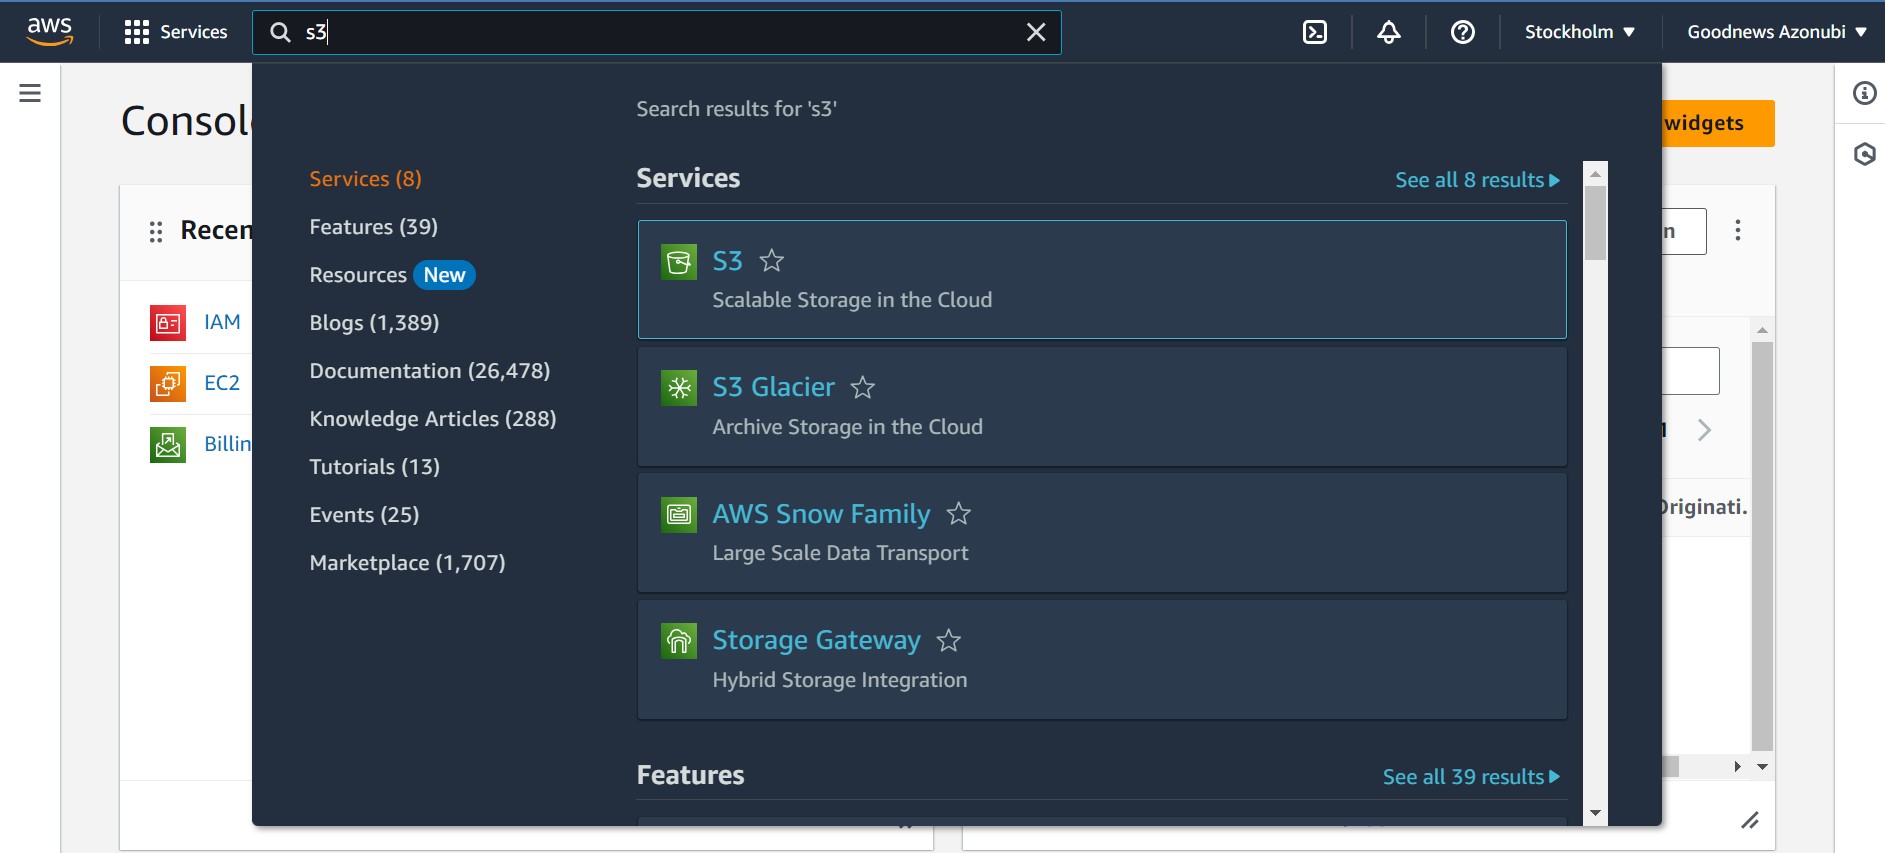 aws
Services
s3
Stockholm
Goodnews Azonubi
Consol
widgets
Search results for 's3'
Services (8)
Features (39)
Resources New
Blogs (1,389)
Documentation (26,478)
Knowledge Articles (288)
Tutorials (13)
Events (25)
Marketplace (1,707)
Services
See all 8 results
S3
Scalable Storage in the Cloud
S3 Glacier
Archive Storage in the Cloud
AWS Snow Family
Large Scale Data Transport
Storage Gateway
Hybrid Storage Integration
Features
See all 39 results
Recen
IAM
EC2
Billin
n
Originati.